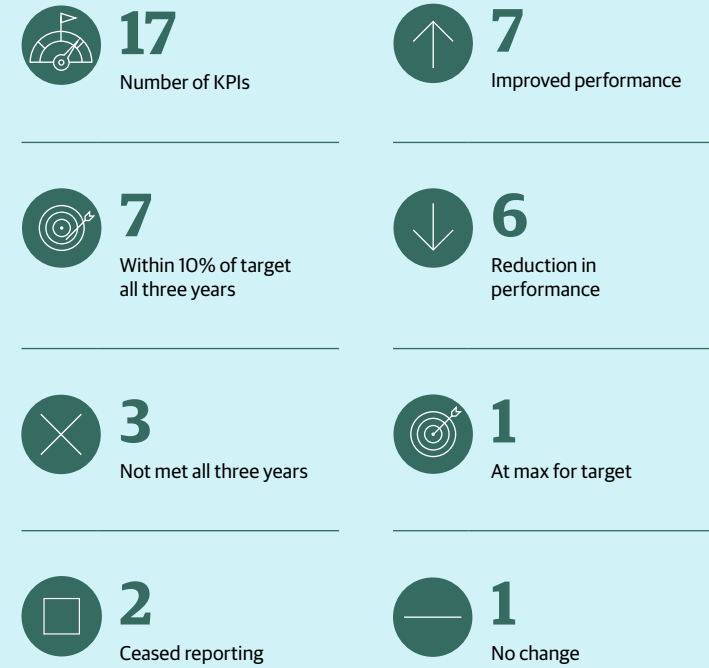 17
Number of KPIs
7
Improved performance
7
Within 10% of target
all three years
6
Reduction in
performance
3
Not met all three years
1
At max for target
2
Ceased reporting
1
No change